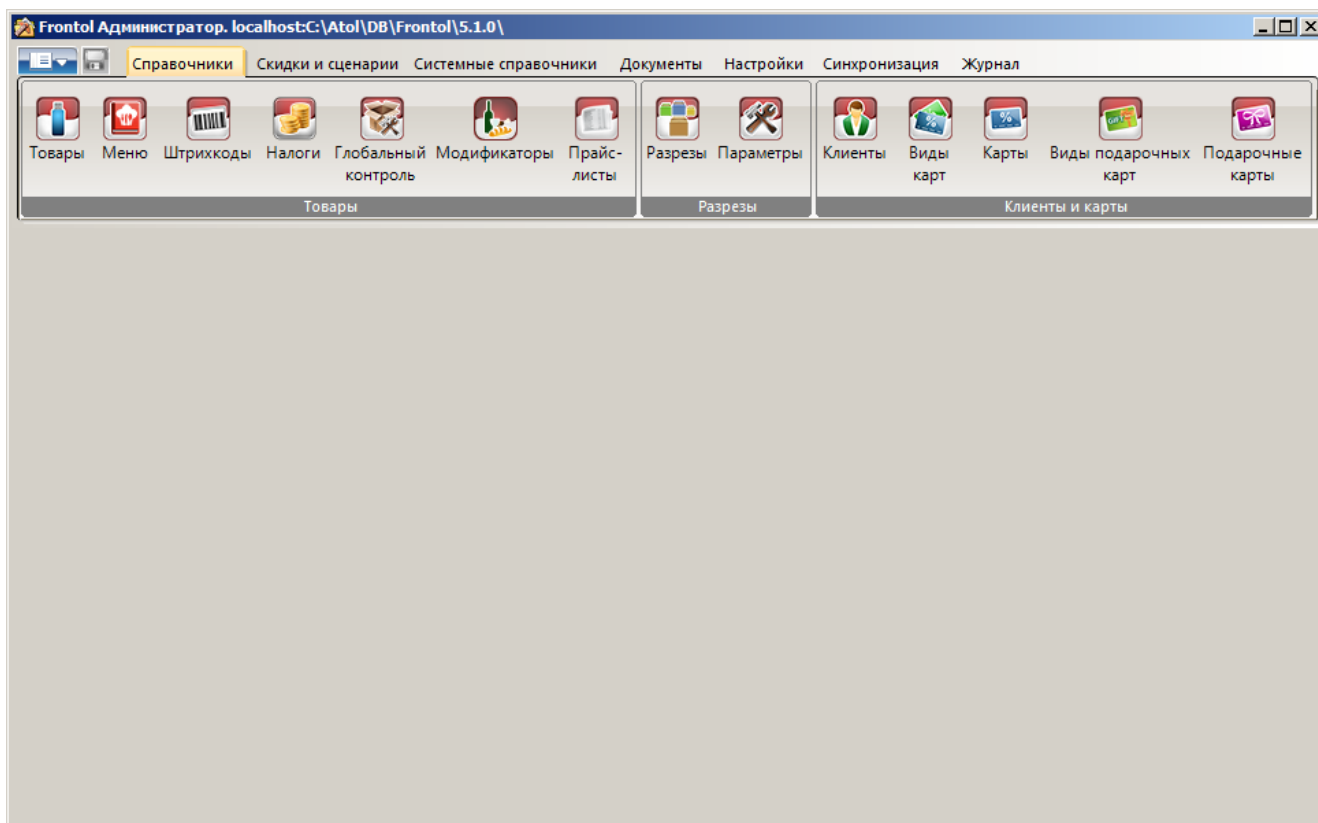 Frontol Администратор. localhost:C:\Atol\DB\Frontol\5.1.0\
Справочники Скидки и сценарии Системные справочники Документы Настройки Синхронизация Журнал
Товары Меню Штрихкоды Налоги Глобальный контроль Модификаторы Прайс-листы Разрезы Параметры Клиенты Виды карт Карты Виды подарочных карт Подарочные карты
Товары Разрезы Клиенты и карты